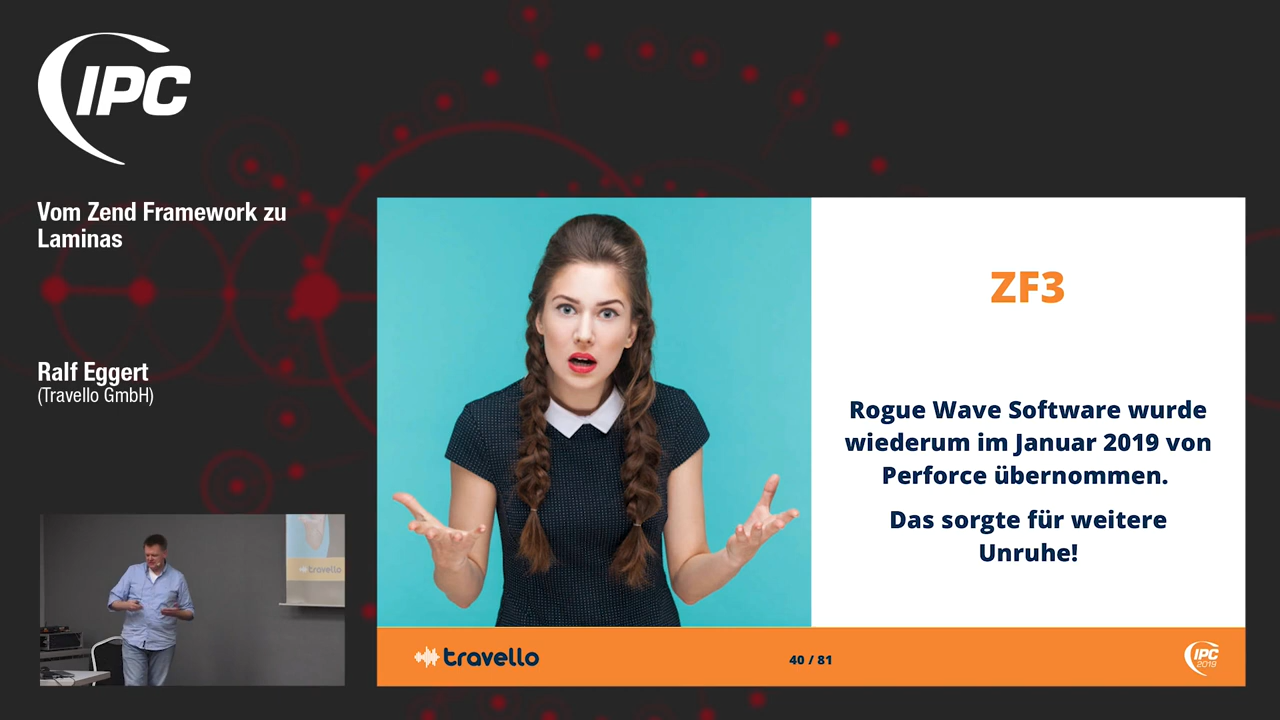 IPC
Vom Zend Framework zu
Laminas
Ralf Eggert
(Travello GmbH)
travello
ZF3
Rogue Wave Software wurde
wiederum im Januar 2019 von
Perforce übernommen.
Das sorgte für weitere
Unruhe!
travello
40 / 81
IPC
2019